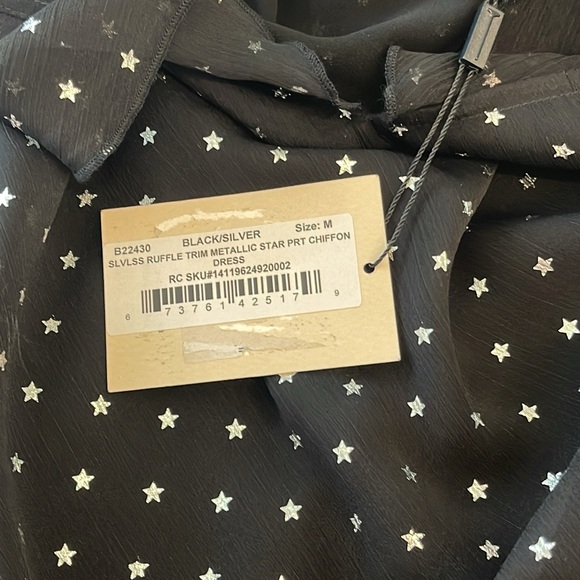 B22430 BLACK/SILVER Size: M
SLVLSS RUFFLE TRIM METALLIC STAR PRT CHIFFON
DRESS
RC SKU#14119624920002
6 73761 42517 9